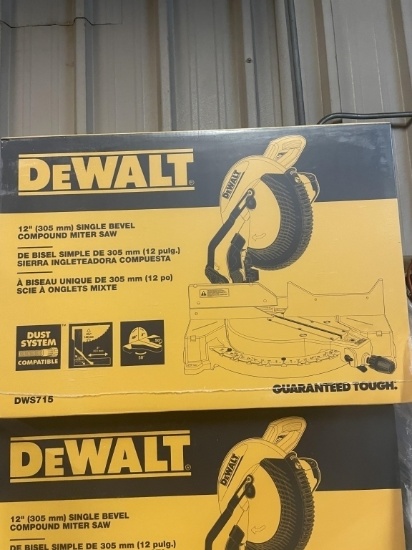 DEWALT
12" (305 mm) SINGLE BEVEL
COMPOUND MITER SAW
DE BISEL SIMPLE DE 305 mm (12 pulg.)
SIERRA INGLETEADORA COMPUESTA
À BISEAU UNIQUE DE 305 mm (12 po)
SCIE À ONGLETS MIXTE
DEWALT
DUST
SYSTEM
COMPATIBLE
DWS715
GUARANTEED TOUGH.
DEWALT
12" (305 mm) SINGLE BEVEL
COMPOUND MITER SAW
DE BISEL SIMPLE DE 305 mm (12 pulg.)
DEWALT